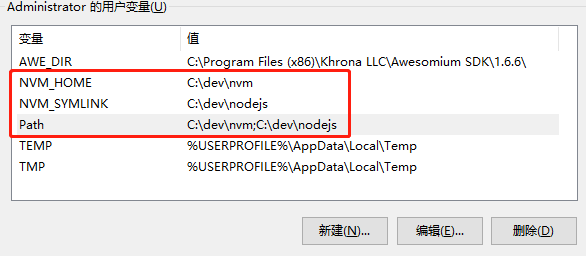 Administrator 的用户变量(U)
变量 值
AWE_DIR C:\Program Files (x86)\Khrona LLC\Awesomium SDK\1.6.6\
NVM_HOME C:\dev\nvm
NVM_SYMLINK C:\dev\nodejs
Path C:\dev\nvm;C:\dev\nodejs
TEMP %USERPROFILE%\AppData\Local\Temp
TMP %USERPROFILE%\AppData\Local\Temp
新建(N)... 编辑(E)... 删除(D)